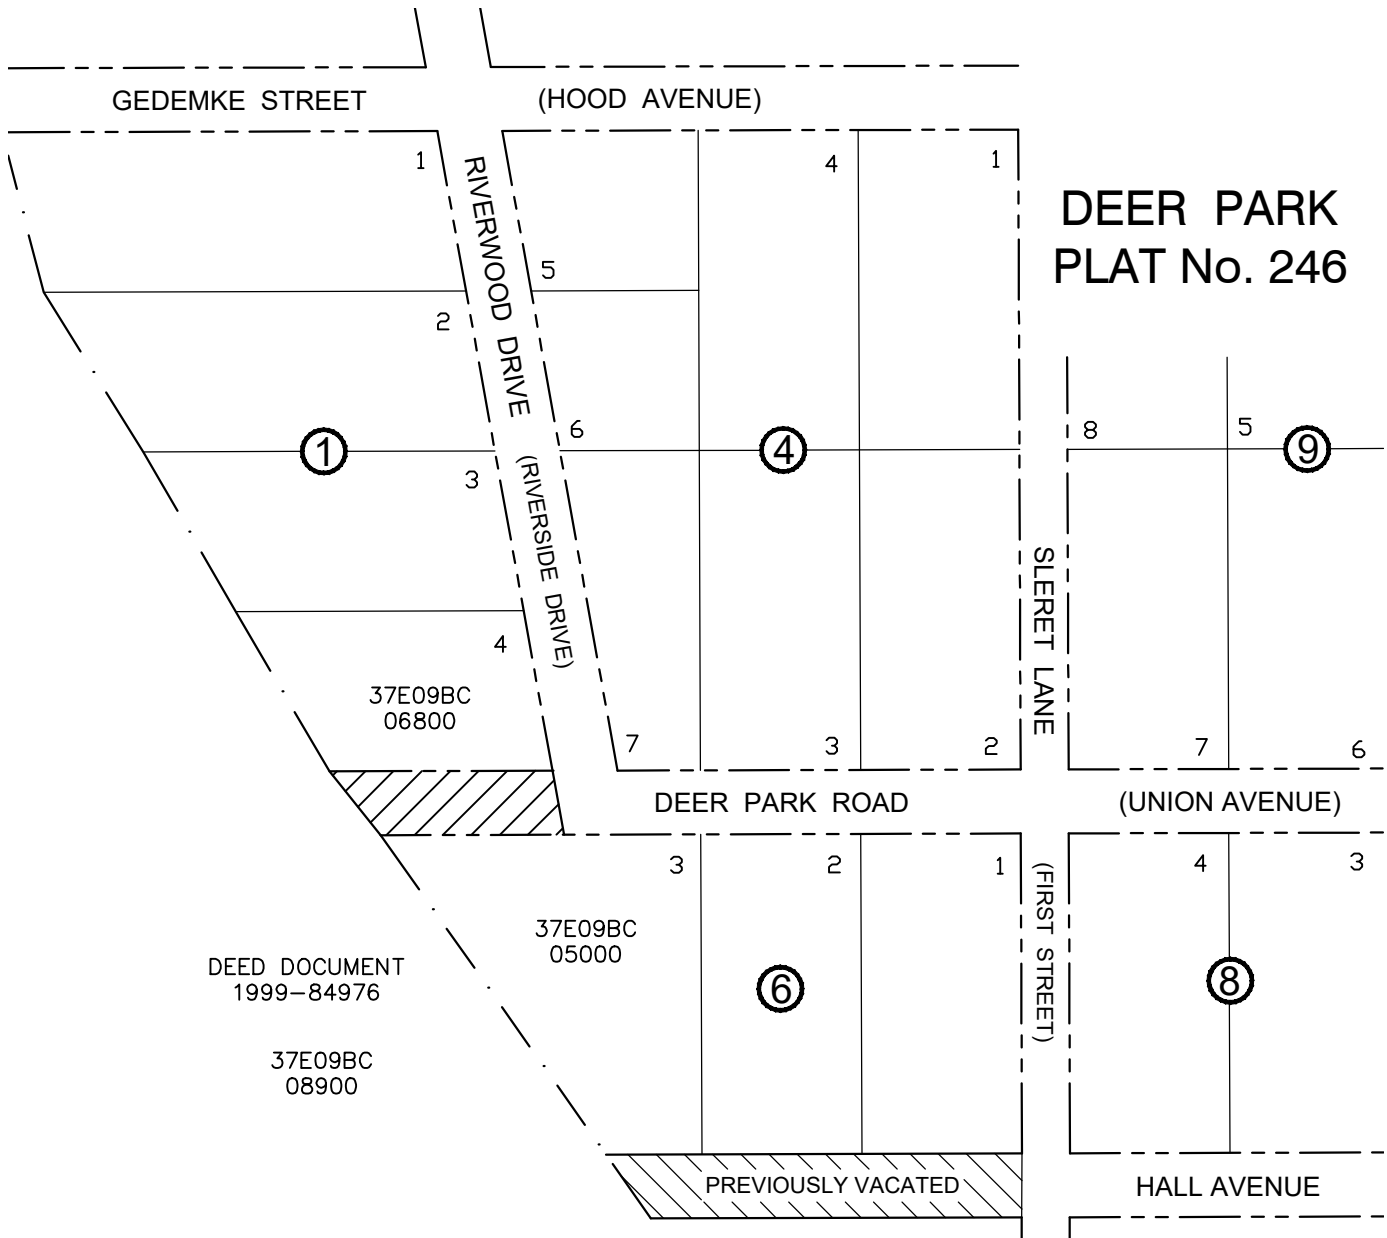 GEDEMKE STREET
(HOOD AVENUE)
1
4
1
RIVERWOOD DRIVE
(RIVERSIDE DRIVE)
DEER PARK
PLAT No. 246
5
2
6
8
5
1
4
9
3
SLERET LANE
4
37E09BC
06800
7
3
2
7
6
DEER PARK ROAD
(UNION AVENUE)
3
2
1
4
3
(FIRST STREET)
37E09BC
05000
DEED DOCUMENT
1999-84976
6
8
37E09BC
08900
PREVIOUSLY VACATED
HALL AVENUE